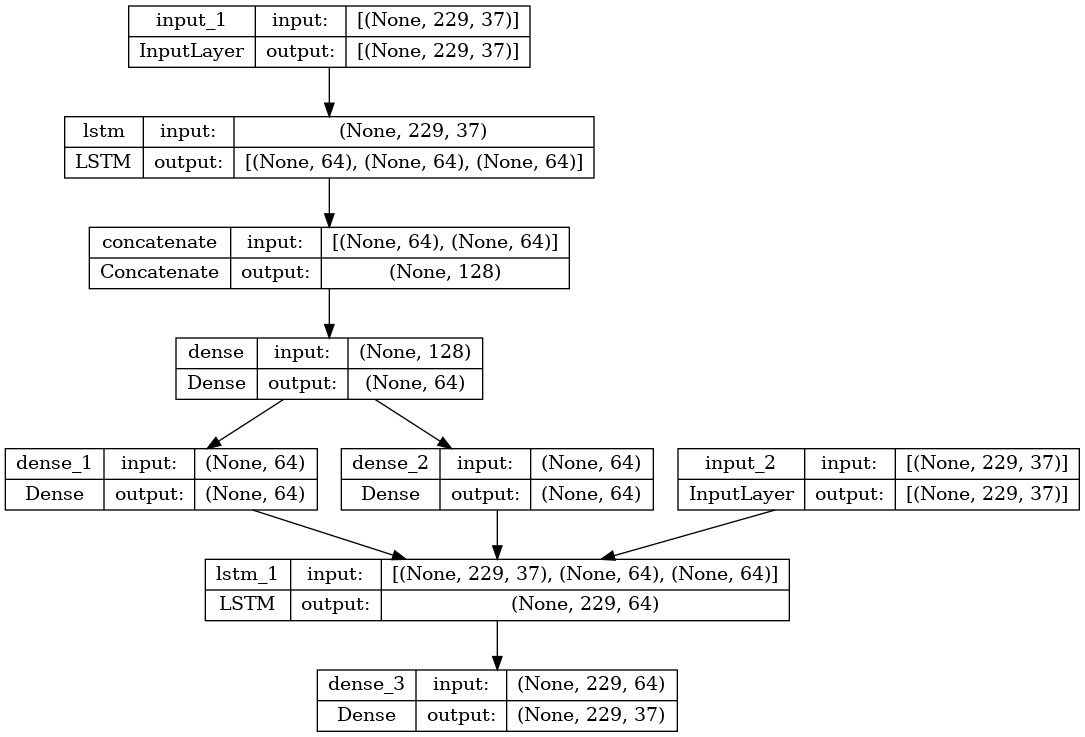 input_1 input: [(None, 229, 37)]
InputLayer output: [(None, 229, 37)]
lstm input: (None, 229, 37)
LSTM output: [(None, 64), (None, 64), (None, 64)]
concatenate input: [(None, 64), (None, 64)]
Concatenate output: (None, 128)
dense input: (None, 128)
Dense output: (None, 64)
dense_1 input: (None, 64)
Dense output: (None, 64)
dense_2 input: (None, 64)
Dense output: (None, 64)
input_2 input: [(None, 229, 37)]
InputLayer output: [(None, 229, 37)]
lstm_1 input: [(None, 229, 37), (None, 64), (None, 64)]
LSTM output: (None, 229, 64)
dense_3 input: (None, 229, 64)
Dense output: (None, 229, 37)